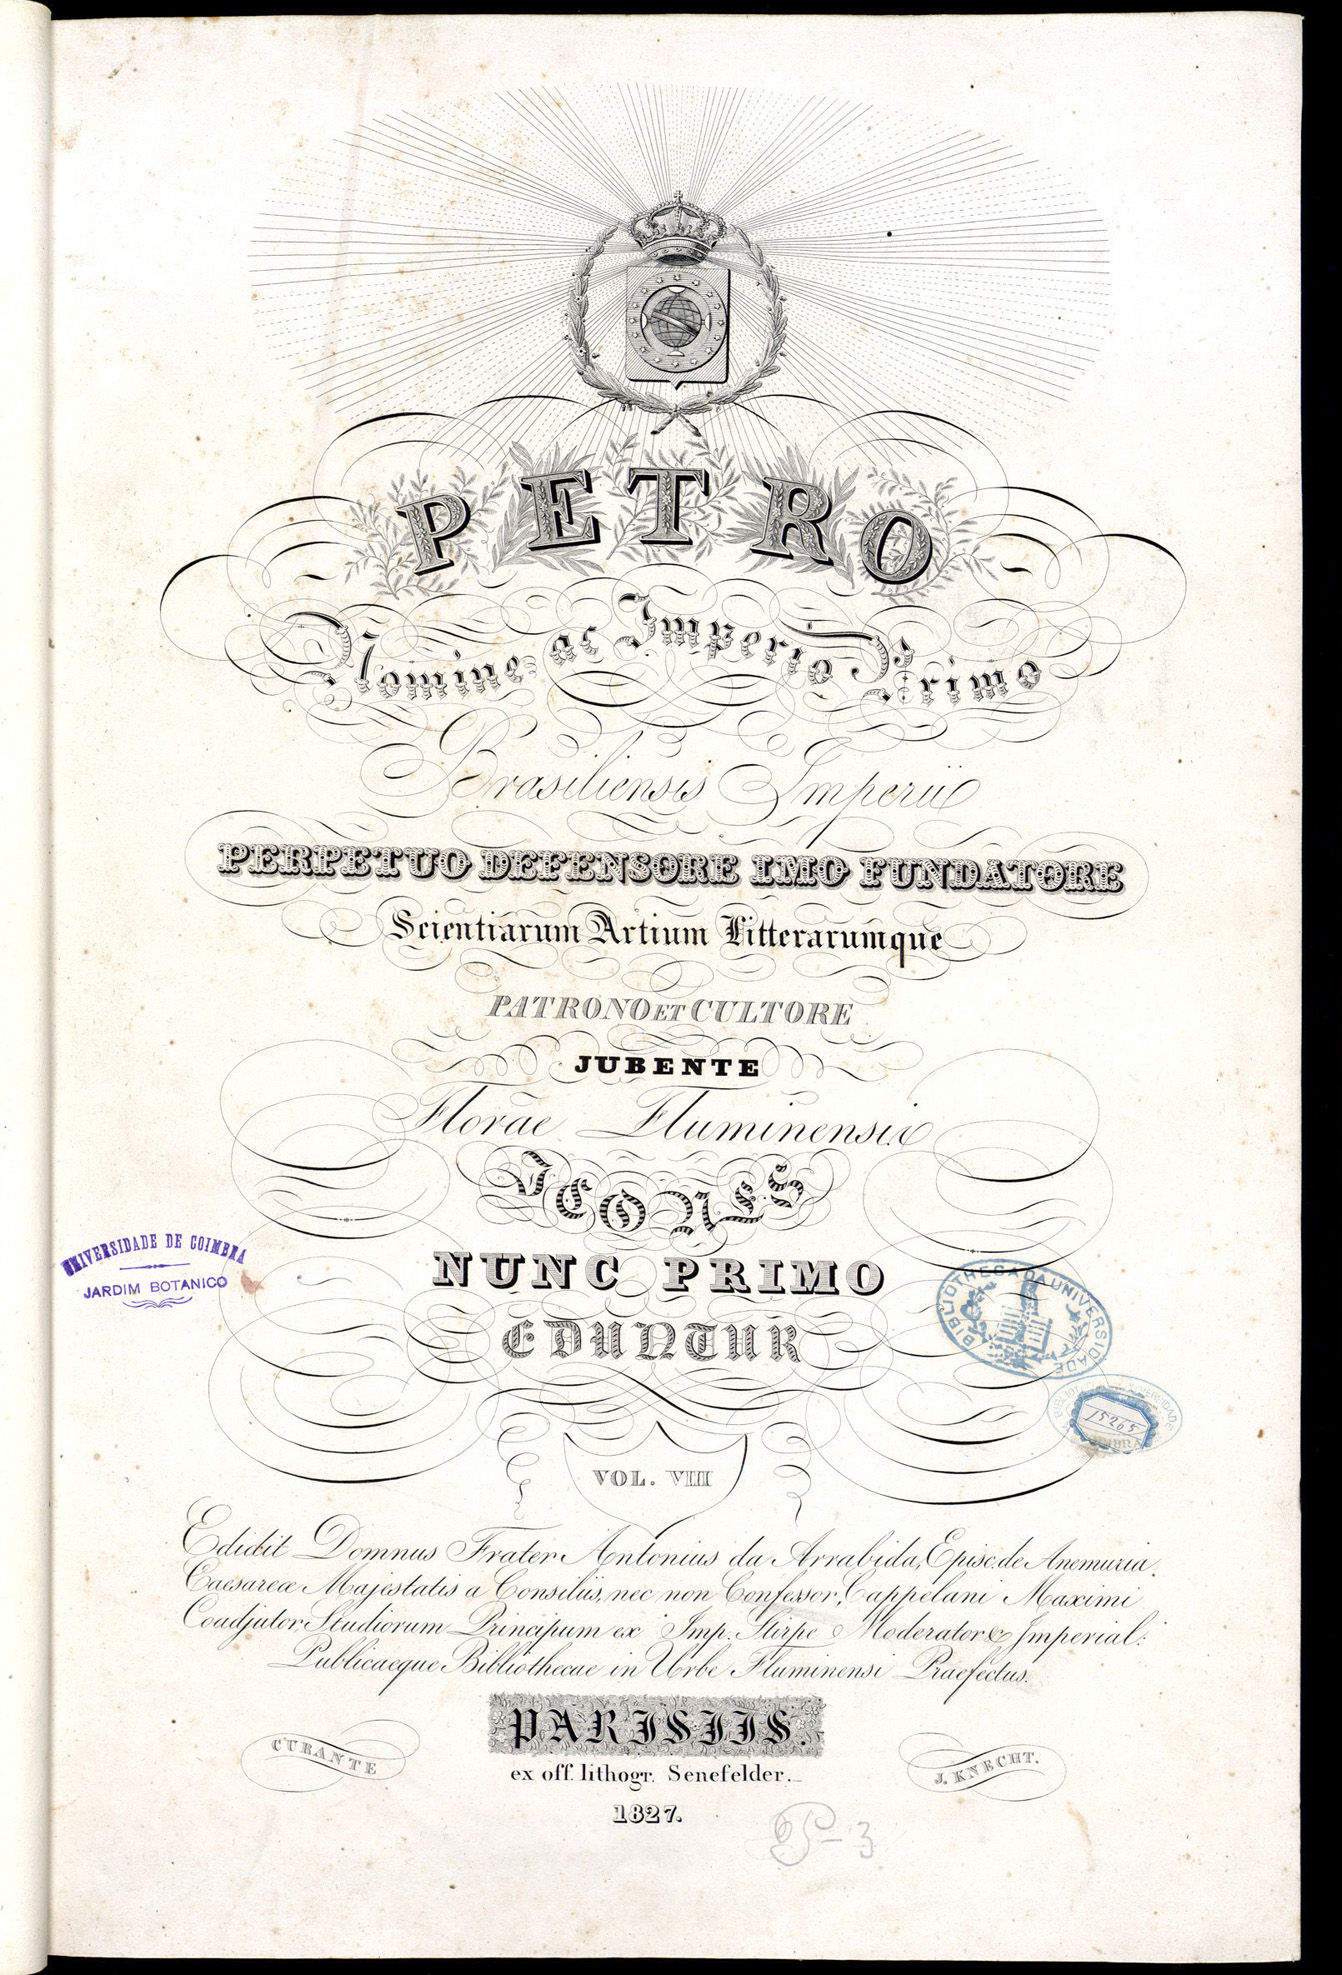 PETRO
Nomine ac Imperio Primo
Brasiliensis Imperii
PERPETUO DEFENSORE IMO FUNDATORE
Scientiarum Artium Litterarumque
PATRONO ET CULTORE
JUBENTE
Florae Fluminensis
ICONES
NUNC PRIMO
EDUNTUR
UNIVERSIDADE DE COIMBRA
JARDIM BOTANICO
BIBLIOTHECA DA UNIVERSIDADE
15265
VOL. VIII
Edidit Domnus Frater Antonius da Arrabida, Episc. de Anemuria.
Caesareæ Majestatis a Consiliis, nec non Confessor, Cappelani Maximi
Coadjutor Studiorum Principum ex Imp. Stirpe Moderator & Imperial:
Publicaeque Bibliothecae in Urbe Fluminensi Praefectus.
PARISIIS.
CURANTE
J. KNECHT.
ex off. lithogr. Senefelder.
1827.
P-3